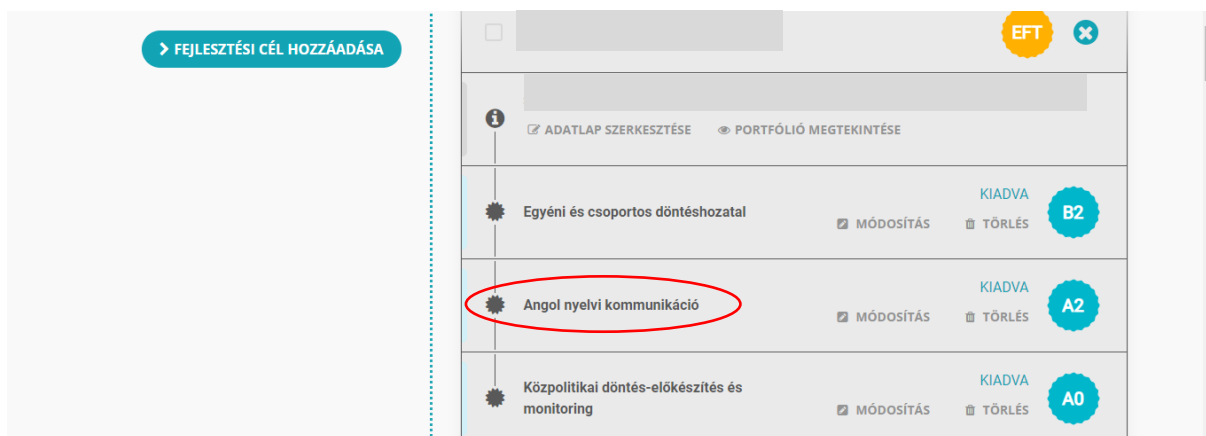 FEJLESZTÉSI CÉL HOZZÁADÁSA
EFT
ADATLAP SZERKESZTÉSE PORTFÓLIÓ MEGTEKINTÉSE
Egyéni és csoportos döntéshozatal
KIADVA
MÓDOSÍTÁS TÖRLÉS
B2
Angol nyelvi kommunikáció
KIADVA
MÓDOSÍTÁS TÖRLÉS
A2
Közpolitikai döntés-előkészítés és
monitoring
KIADVA
MÓDOSÍTÁS TÖRLÉS
A0